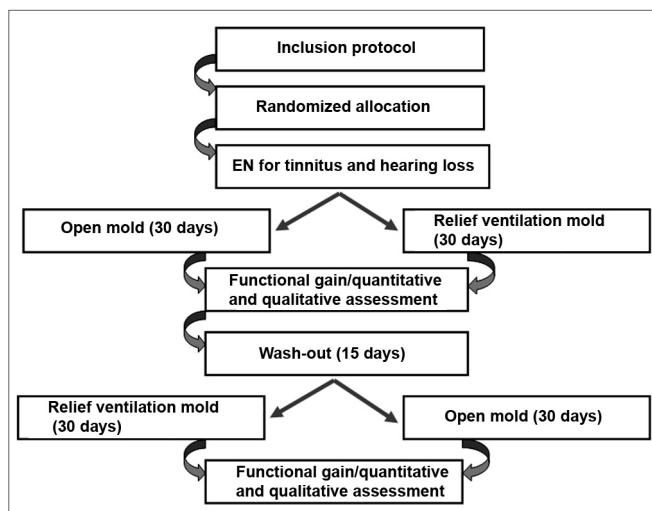 Inclusion protocol
Randomized allocation
EN for tinnitus and hearing loss
Open mold (30 days)
Relief ventilation mold
(30 days)
Functional gain/quantitative
and qualitative assessment
Wash-out (15 days)
Relief ventilation mold
(30 days)
Open mold (30 days)
Functional gain/quantitative
and qualitative assessment